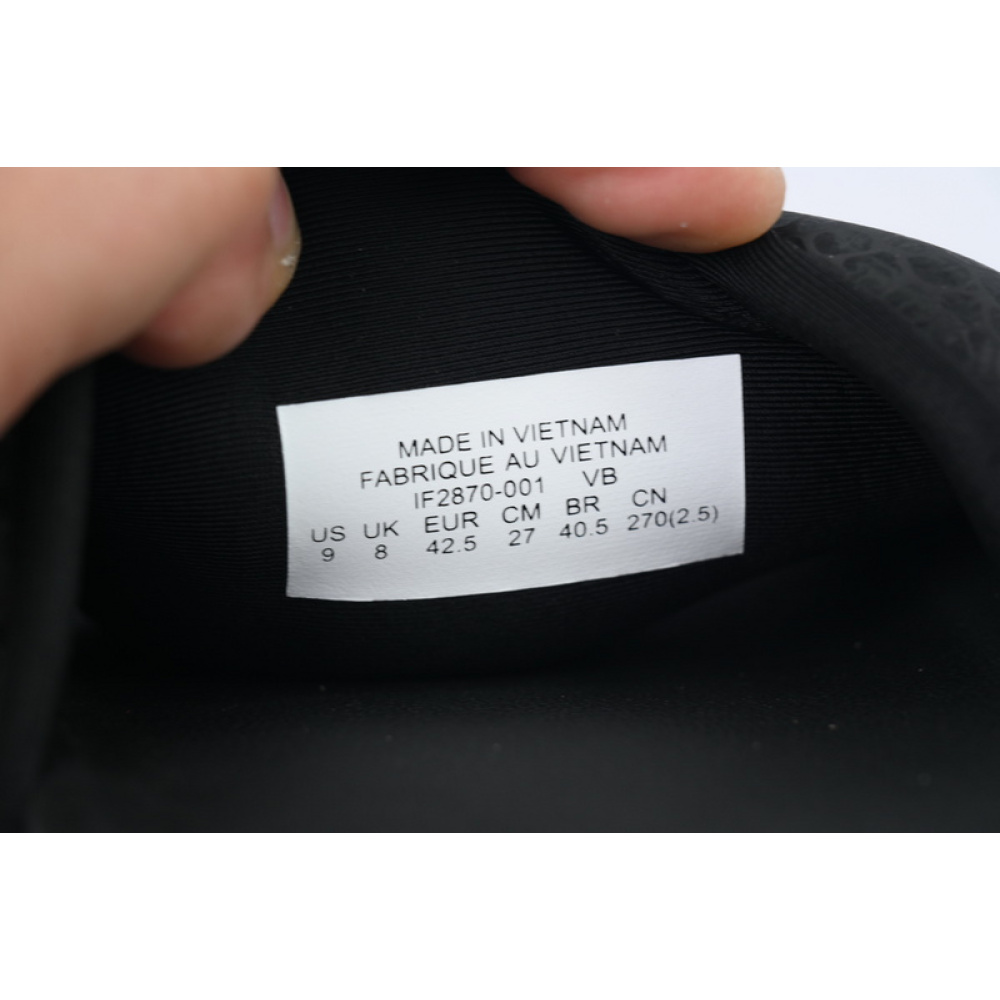 MADE IN VIETNAM
FABRIQUE AU VIETNAM
IF2870-001 VB
US UK EUR CM BR CN
9 8 42.5 27 40.5 270(2.5)